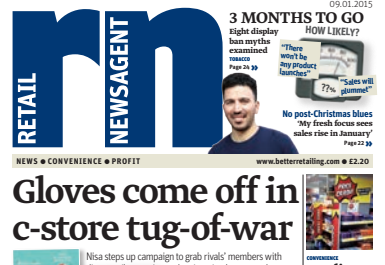 09.01.2015
rn
RETAIL
NEWSAGENT
3 MONTHS TO GO
Eight display
ban myths
examined
TOBACCO
Page 24 »
HOW LIKELY?
“There
won’t be
any product
launches”
??%
“Sales will
plummet”
No post-Christmas blues
‘My fresh focus sees
sales rise in January’
Page 22 »
NEWS ● CONVENIENCE ● PROFIT
www.betterretailing.com ● £2.20
Gloves come off in
c-store tug-of-war
Nisa steps up campaign to grab rivals’ members with
CONVENIENCE